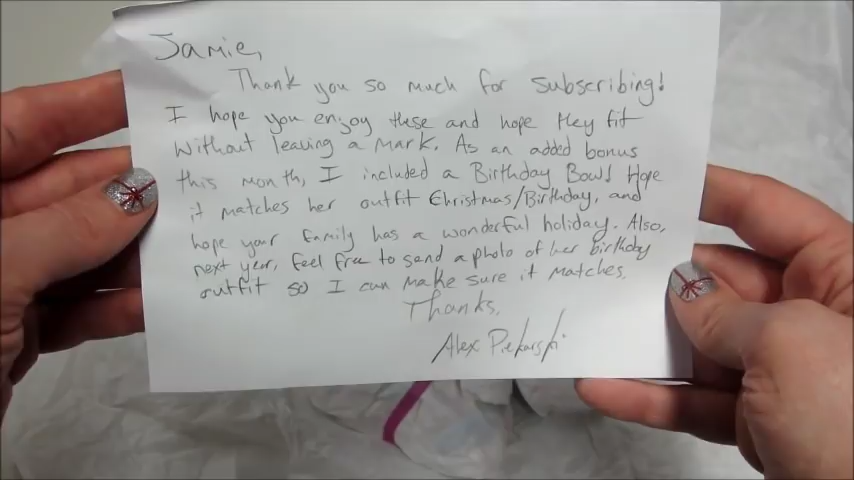 Jamie,
Thank you so much for subscribing!
I hope you enjoy these and hope they fit
without leaving a mark. As an added bonus
this month, I included a Birthday Bow! Hope
it matches her outfit Christmas/Birthday, and
hope your family has a wonderful holiday. Also,
next year, feel free to send a photo of her birthday
outfit so I can make sure it matches.
Thanks,
Alex Piekarski